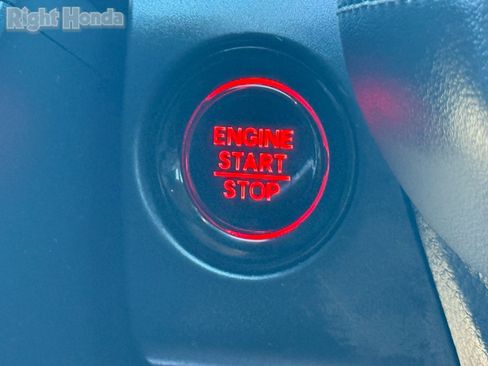 Right Honda
ENGINE
START
STOP